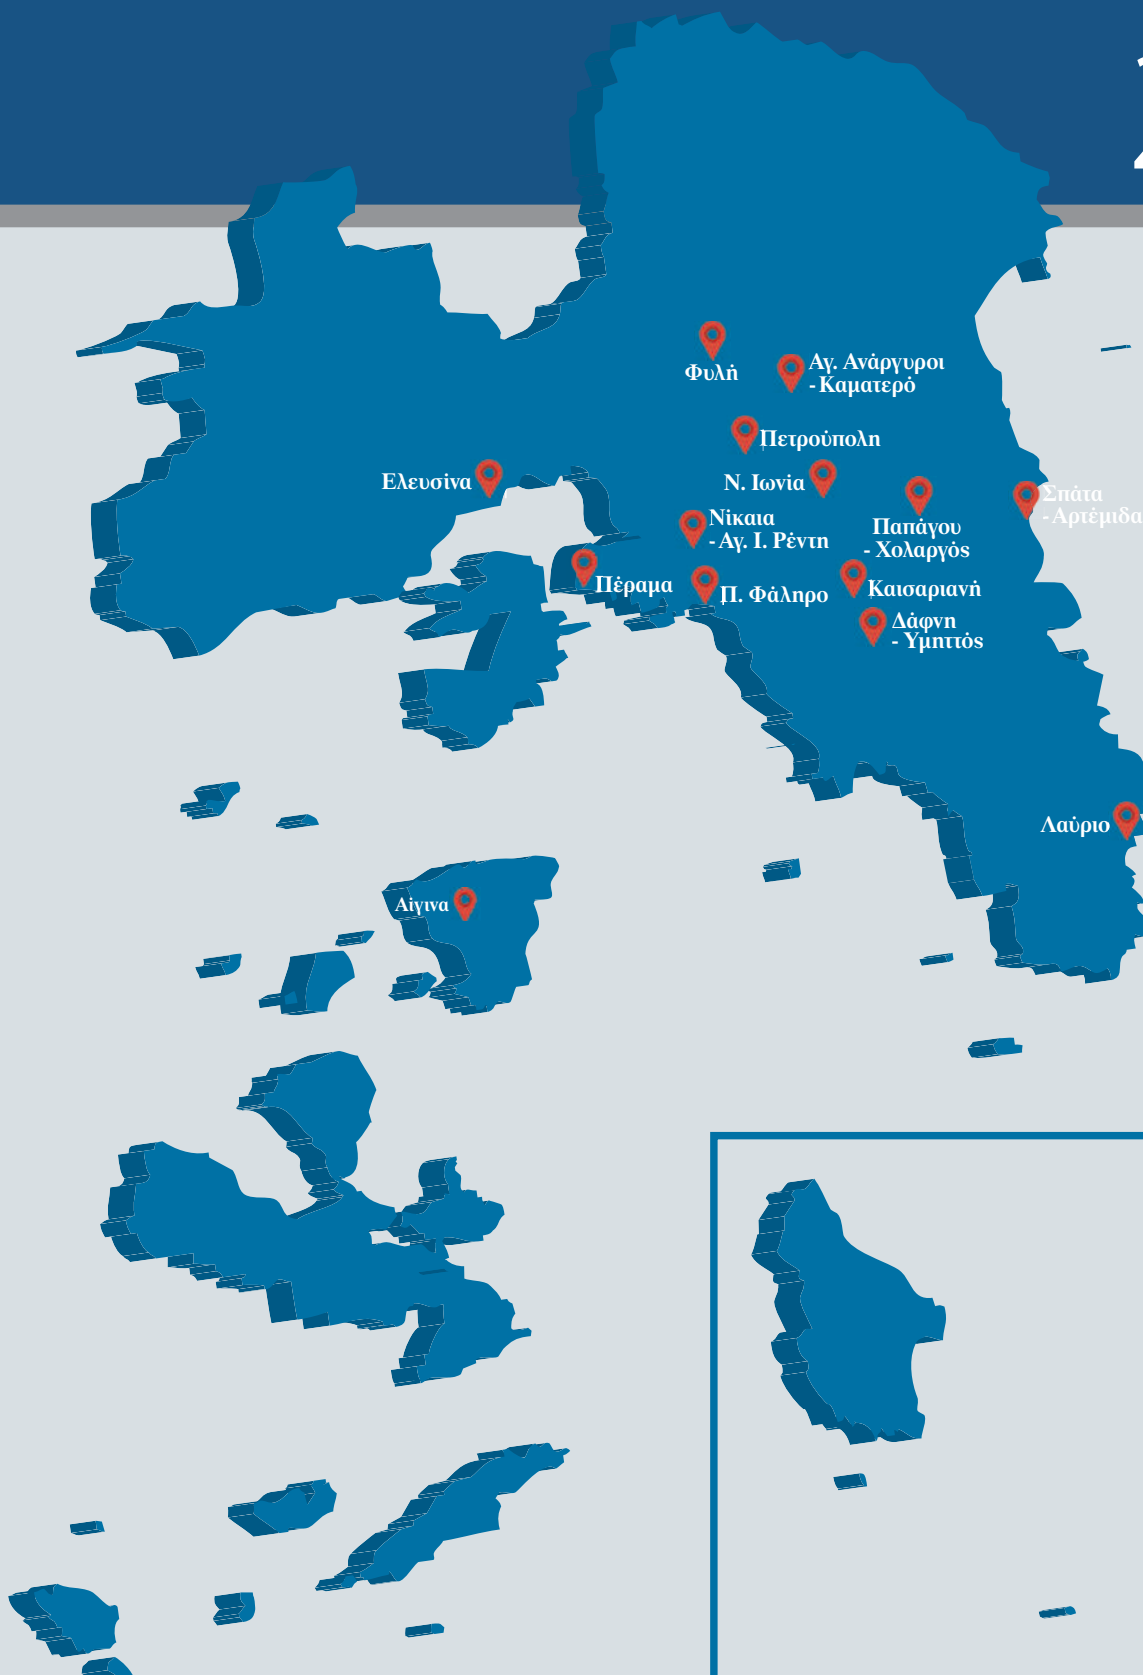 Φυλή
Αγ. Ανάργυροι
- Καματερό
Πετρούπολη
Ελευσίνα
Ν. Ιωνία
Σπάτα
- Αρτέμιδα
Νίκαια
- Αγ. Ι. Ρέντη
Παπάγου
- Χολαργός
Πέραμα
Π. Φάληρο
Καισαριανή
Δάφνη
- Υμηττός
Λαύριο
Αίγινα